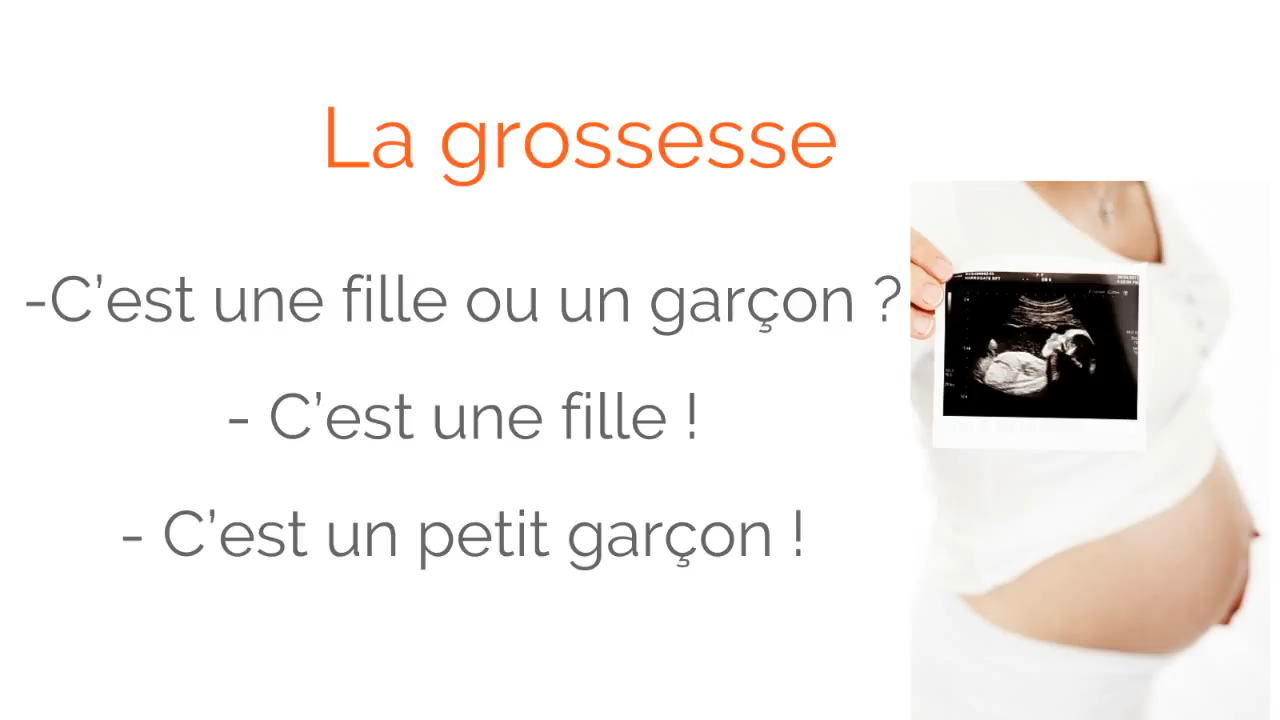 La grossesse
-C’est une fille ou un garçon ?
- C’est une fille !
- C’est un petit garçon !